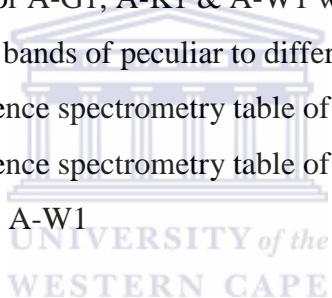 or A-G1, A-K1 & A-W1 w
bands of peculiar to differ
ence spectrometry table of
ence spectrometry table of
A-W1
UNIVERSITY of the
WESTERN CAPE